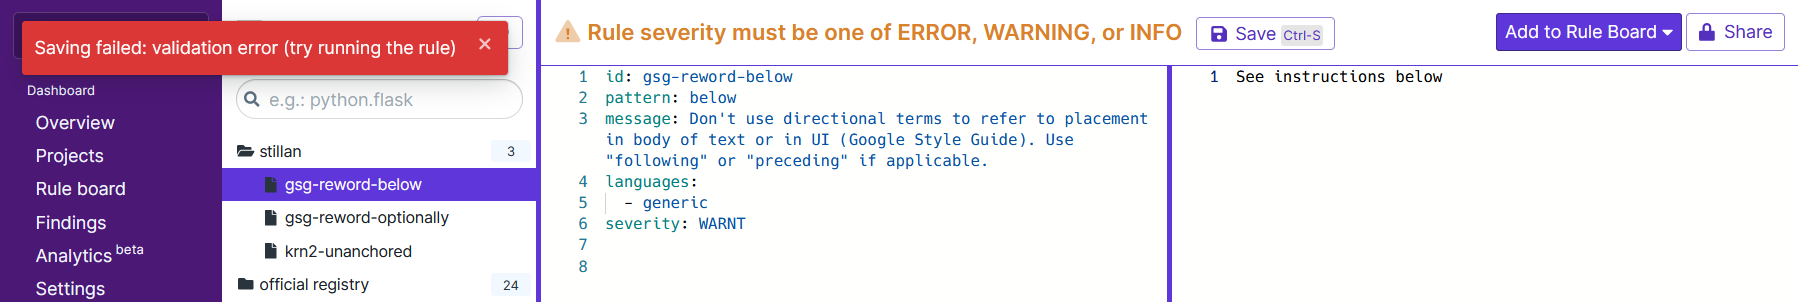 Saving failed: validation error (try running the rule) ×
Dashboard
Overview
Projects
Rule board
Findings
Analytics beta
Settings
e.g.: python.flask
stillan 3
gsg-reword-below
gsg-reword-optionally
krn2-unanchored
official registry 24
Rule severity must be one of ERROR, WARNING, or INFO
Save Ctrl-S
Add to Rule Board
Share
1 id: gsg-reword-below
2 pattern: below
3 message: Don't use directional terms to refer to placement
in body of text or in UI (Google Style Guide). Use
"following" or "preceding" if applicable.
4 languages:
5 - generic
6 severity: WARNT
7
8
1 See instructions below